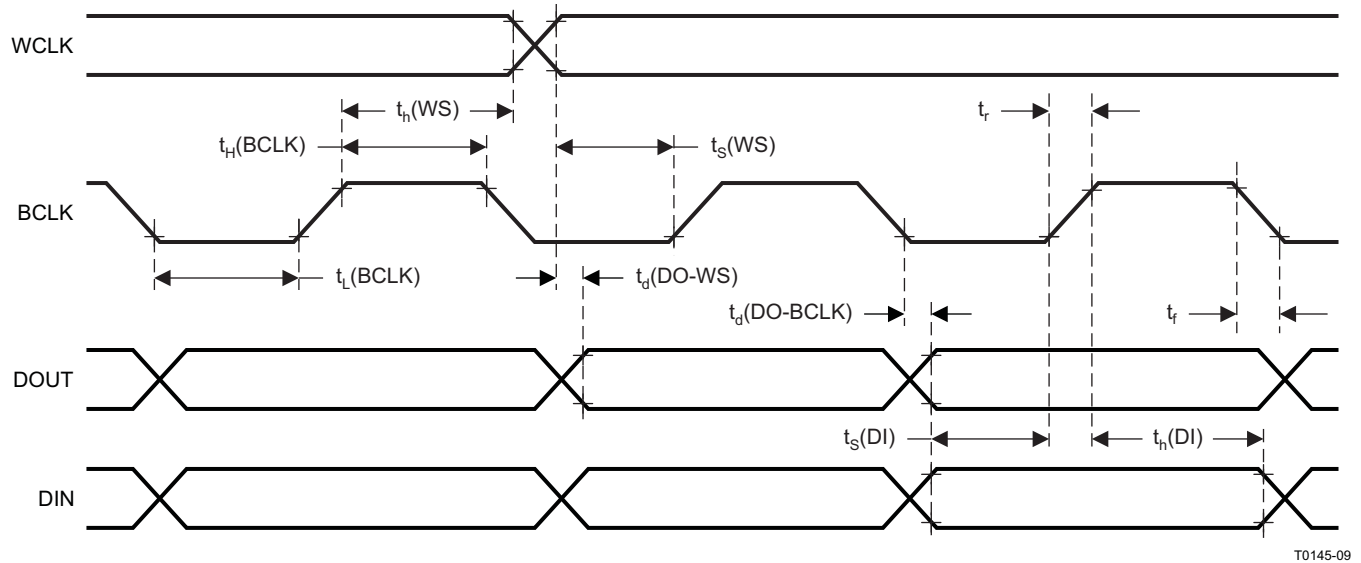 WCLK
t_h(WS)
t_r
t_H(BCLK)
t_S(WS)
BCLK
t_L(BCLK)
t_d(DO-WS)
t_d(DO-BCLK)
t_f
DOUT
t_S(DI)
t_h(DI)
DIN
T0145-09